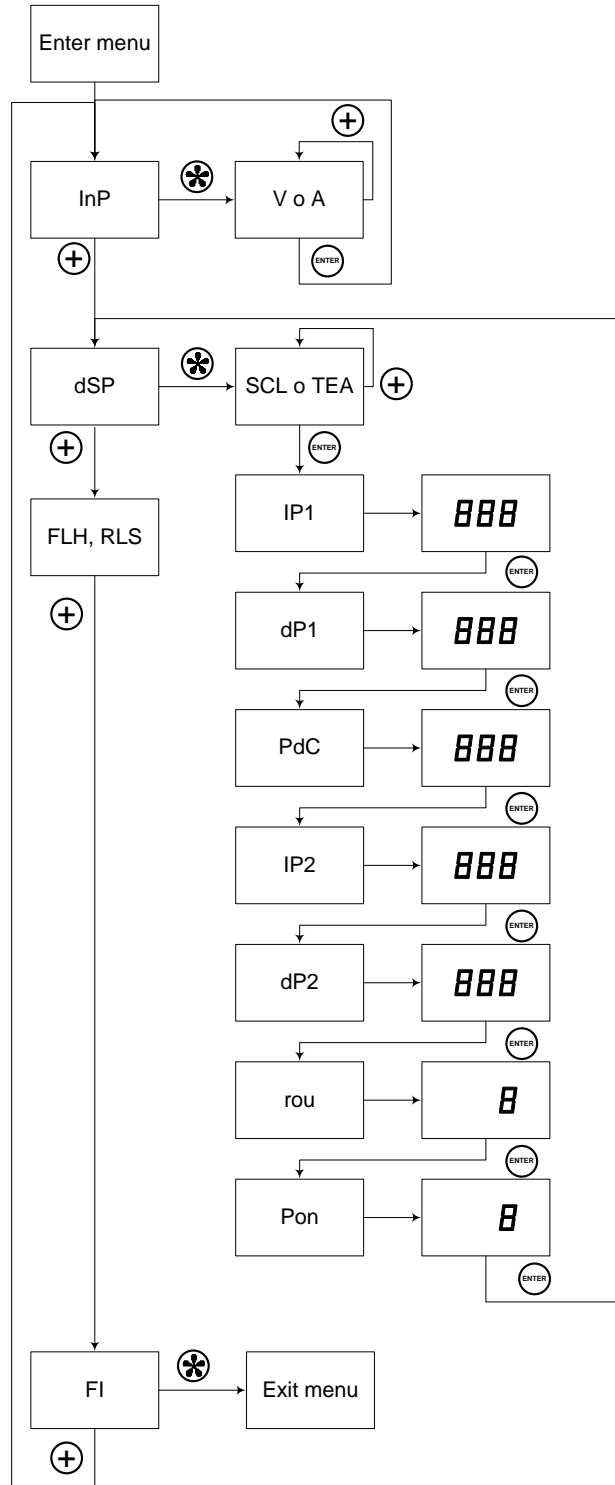 Enter menu
InP
V o A
ENTER
dSP
SCL o TEA
ENTER
FLH, RLS
IP1
888
ENTER
dP1
888
ENTER
PdC
888
ENTER
IP2
888
ENTER
dP2
888
ENTER
rou
8
ENTER
Pon
8
ENTER
FI
Exit menu